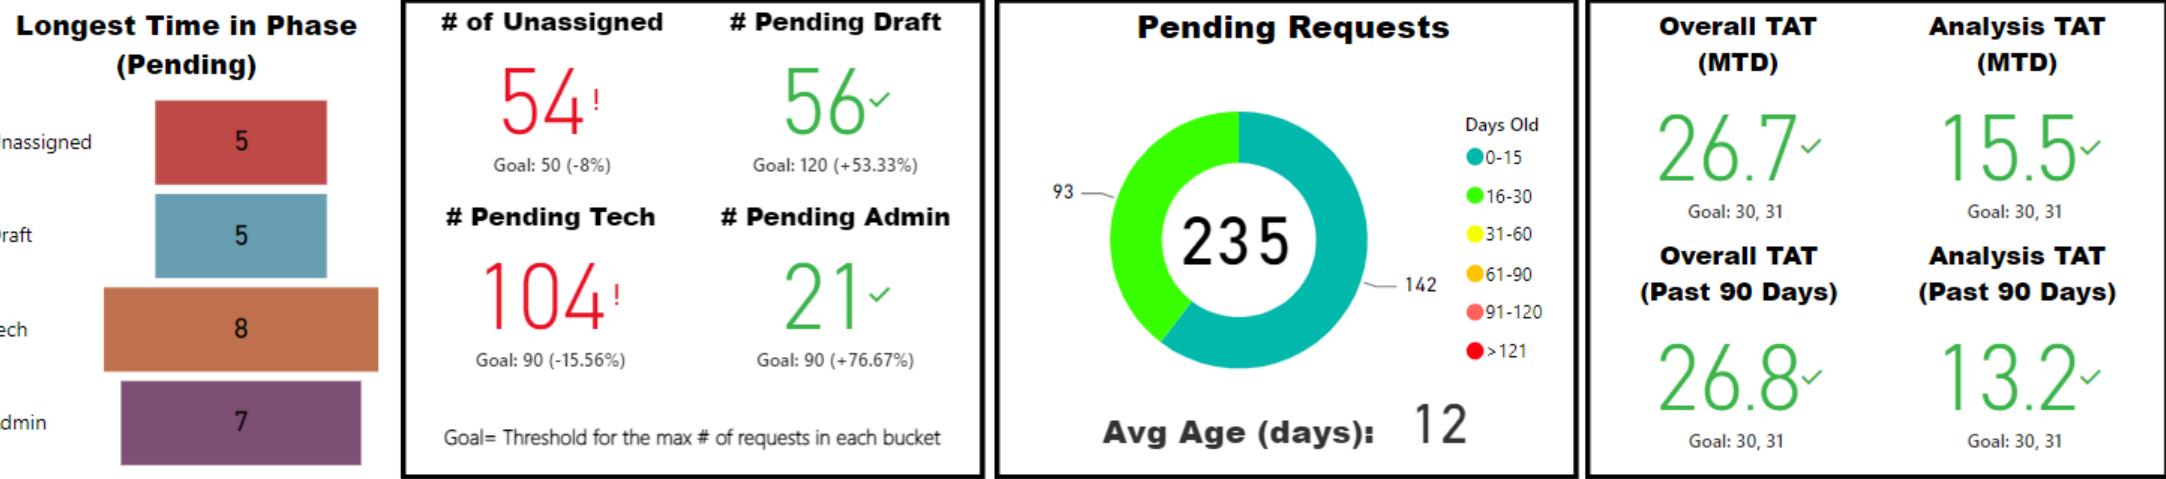 Longest Time in Phase
(Pending)
nassigned
5
raft
5
ech
8
dmin
7
# of Unassigned
54!
Goal: 50 (-8%)
# Pending Draft
56
Goal: 120 (+53.33%)
# Pending Tech
104!
Goal: 90 (-15.56%)
# Pending Admin
21
Goal: 90 (+76.67%)
Goal= Threshold for the max # of requests in each bucket
Pending Requests
93
235
142
Days Old
0-15
16-30
31-60
61-90
91-120
>121
Avg Age (days): 12
Overall TAT
(MTD)
26.7
Goal: 30, 31
Analysis TAT
(MTD)
15.5
Goal: 30, 31
Overall TAT
(Past 90 Days)
26.8
Goal: 30, 31
Analysis TAT
(Past 90 Days)
13.2
Goal: 30, 31